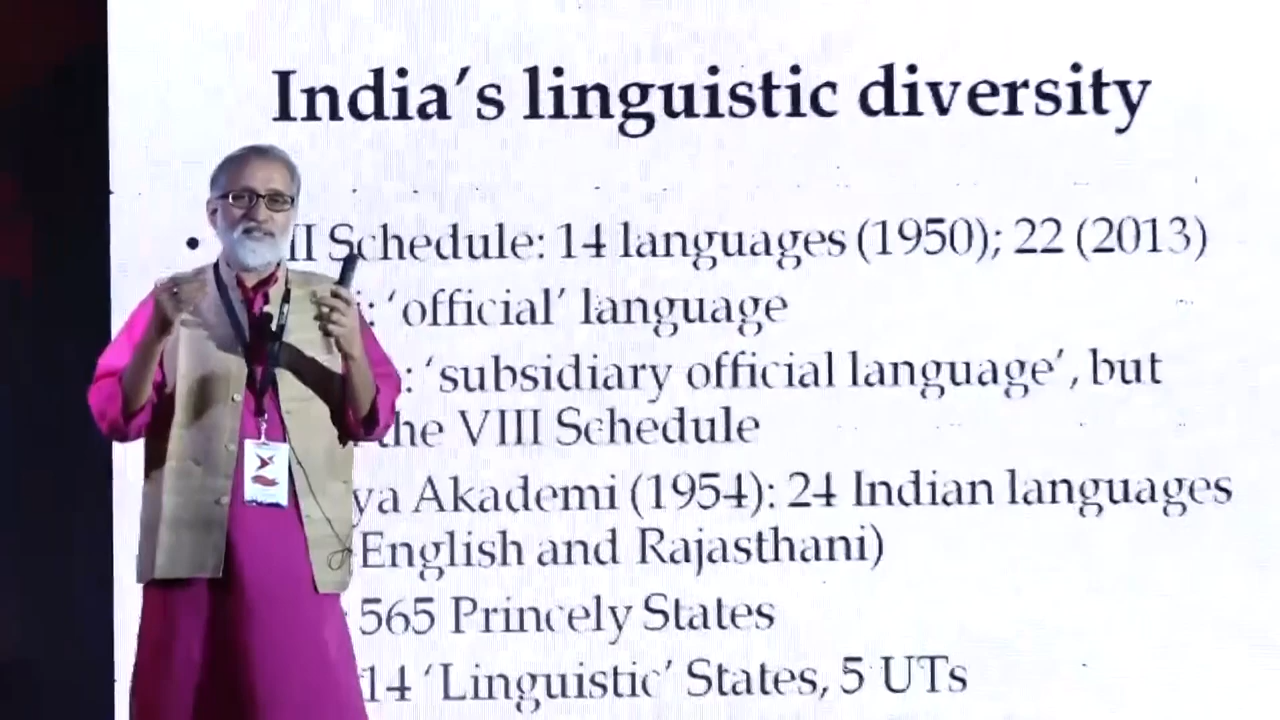 India's linguistic diversity
• II Schedule: 14 languages (1950); 22 (2013)
: 'official' language
: 'subsidiary official language', but
the VIII Schedule
ya Akademi (1954): 24 Indian languages
English and Rajasthani)
565 Princely States
14 'Linguistic' States, 5 UTs